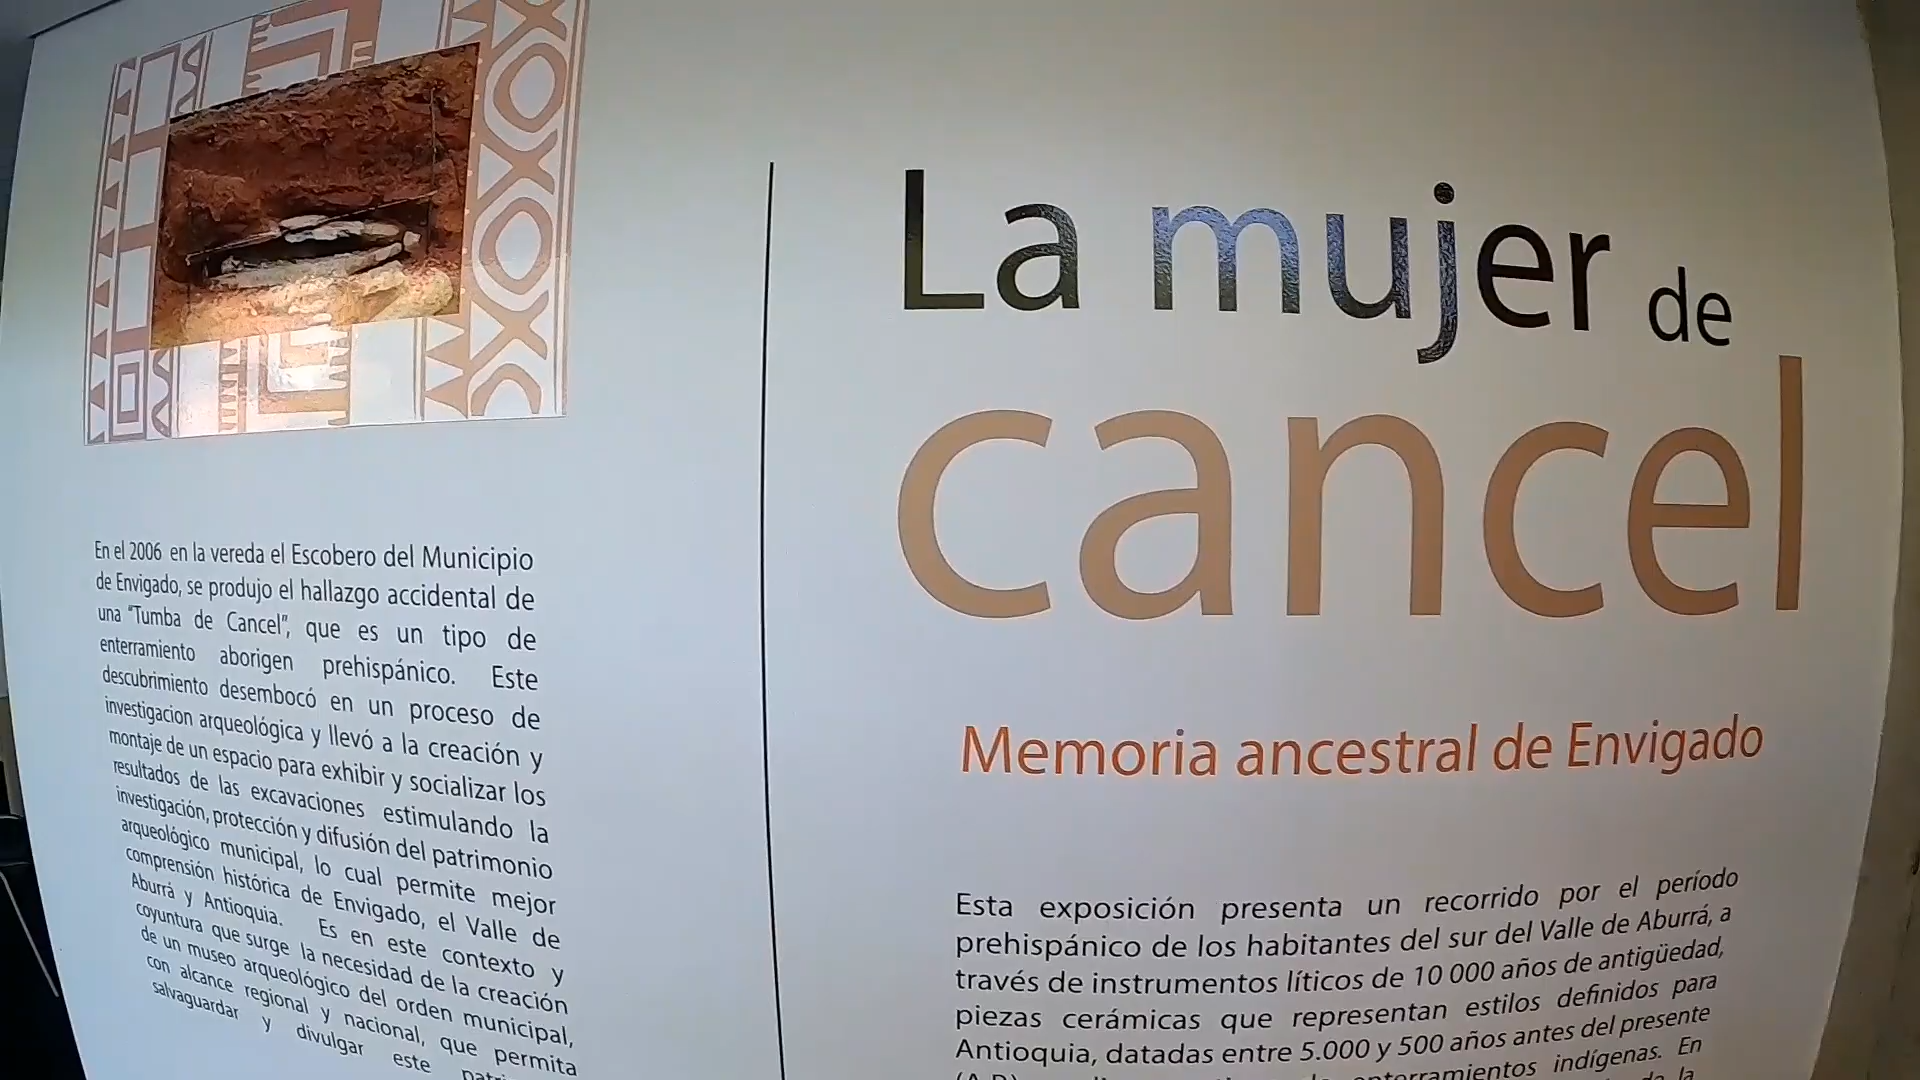 En el 2006 en la vereda el Escobero del Municipio
de Envigado, se produjo el hallazgo accidental de
una "Tumba de Cancel", que es un tipo de
enterramiento aborigen prehispánico. Este
descubrimiento desembocó en un proceso de
investigacion arqueológica y llevó a la creación y
montaje de un espacio para exhibir y socializar los
resultados de las excavaciones estimulando la
investigación, protección y difusión del patrimonio
arqueológico municipal, lo cual permite mejor
comprensión histórica de Envigado, el Valle de
Aburrá y Antioquia. Es en este contexto y
coyuntura que surge la necesidad de la creación
de un museo arqueológico del orden municipal,
con alcance regional y nacional, que permita
salvaguardar y divulgar este
La mujer de
cancel
Memoria ancestral de Envigado
Esta exposición presenta un recorrido por el período
prehispánico de los habitantes del sur del Valle de Aburrá, a
través de instrumentos líticos de 10 000 años de antigüedad,
piezas cerámicas que representan estilos definidos para
Antioquia, datadas entre 5.000 y 500 años antes del presente
enterramientos indígenas. En